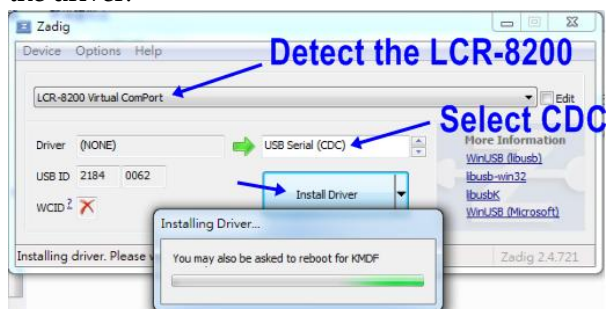 the driver.
Zadig
Device Options Help
Detect the LCR-8200
LCR-8200 Virtual ComPort
Edit
Select CDC
Driver (NONE) USB Serial (CDC)
More Information
WinUSB (libusb)
USB ID 2184 0062
libusb-win32
Install Driver
libusbK
WCID ?
WinUSB (Microsoft)
Installing Driver...
You may also be asked to reboot for KMDF
Installing driver. Please
Zadig 2.4.721